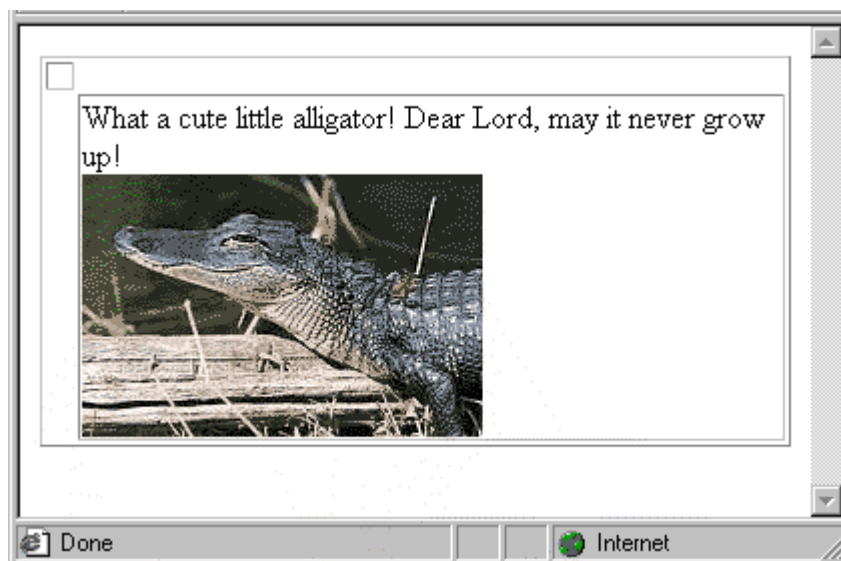 What a cute little alligator! Dear Lord, may it never grow
up!
Done
Internet